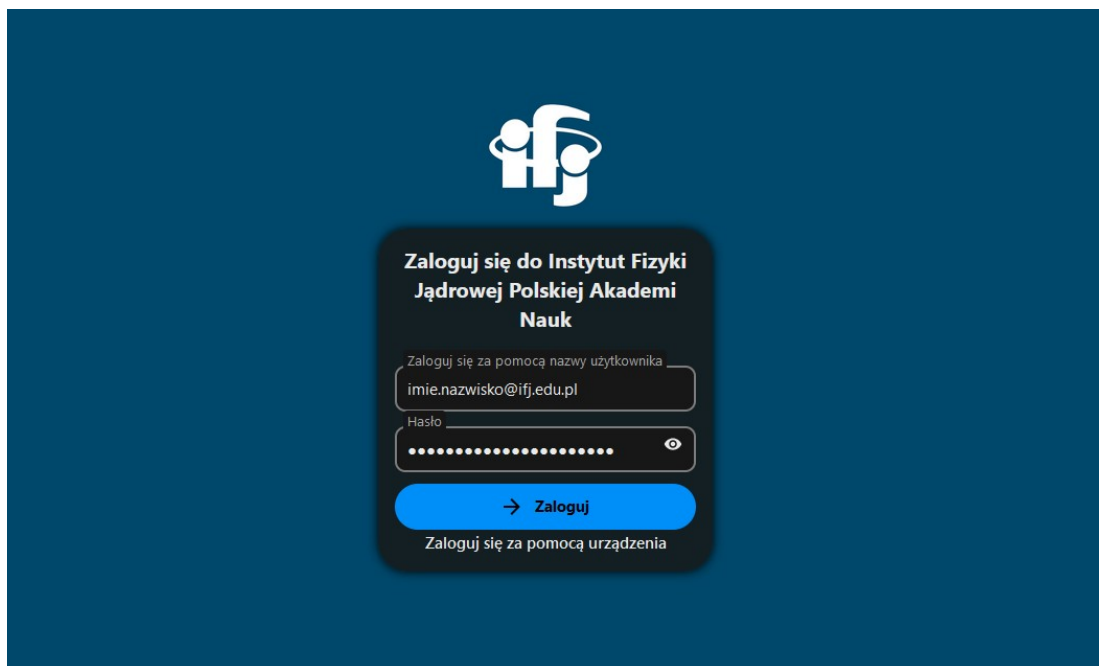 ifj
Zaloguj się do Instytut Fizyki
Jądrowej Polskiej Akademi
Nauk
Zaloguj się za pomocą nazwy użytkownika
imie.nazwisko@ifj.edu.pl
Hasło
Zaloguj
Zaloguj się za pomocą urządzenia